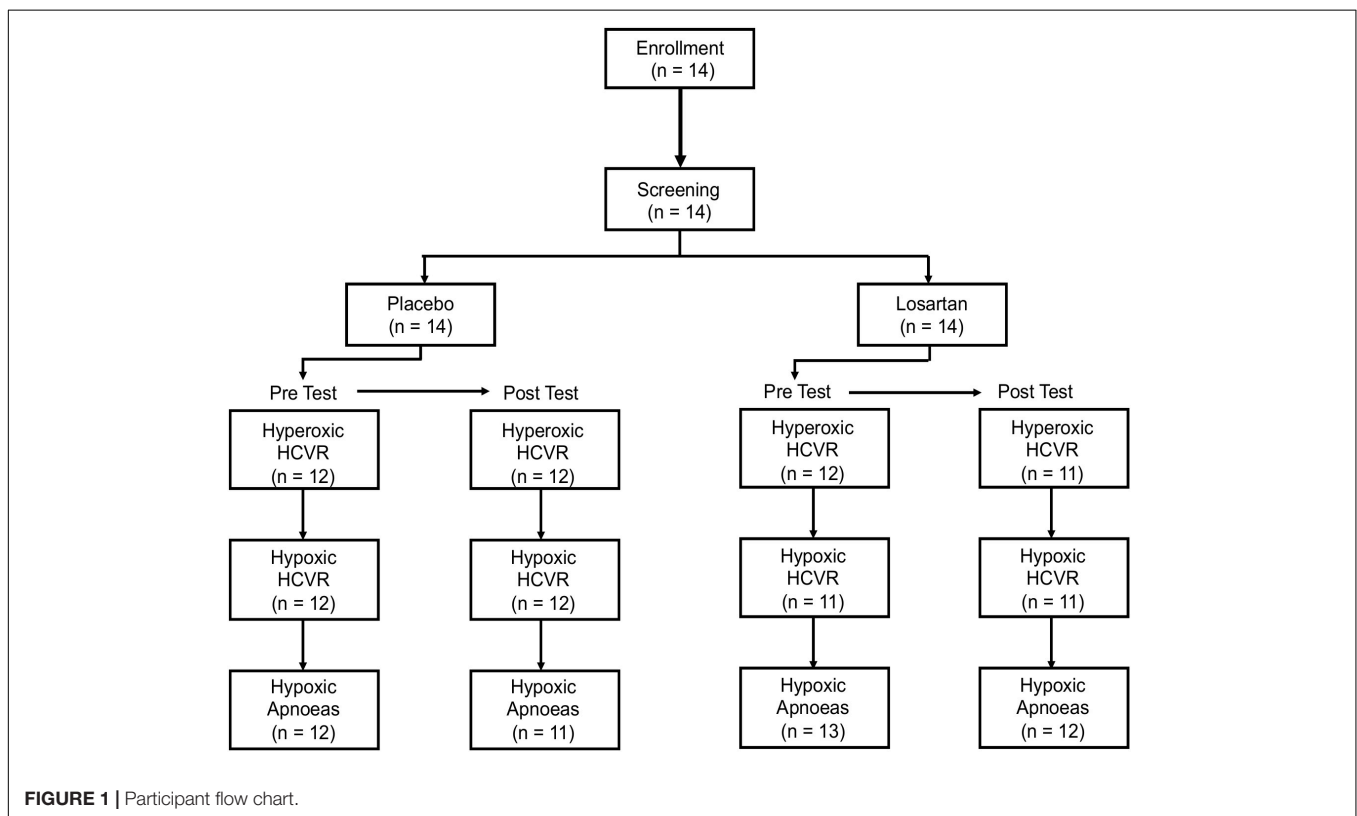 Enrollment
(n = 14)
Screening
(n = 14)
Placebo
(n = 14)
Losartan
(n = 14)
Pre Test
Post Test
Pre Test
Post Test
Hyperoxic
HCVR
(n = 12)
Hyperoxic
HCVR
(n = 12)
Hyperoxic
HCVR
(n = 12)
Hyperoxic
HCVR
(n = 11)
Hypoxic
HCVR
(n = 12)
Hypoxic
HCVR
(n = 12)
Hypoxic
HCVR
(n = 11)
Hypoxic
HCVR
(n = 11)
Hypoxic
Apnoeas
(n = 12)
Hypoxic
Apnoeas
(n = 11)
Hypoxic
Apnoeas
(n = 13)
Hypoxic
Apnoeas
(n = 12)
FIGURE 1 | Participant flow chart.